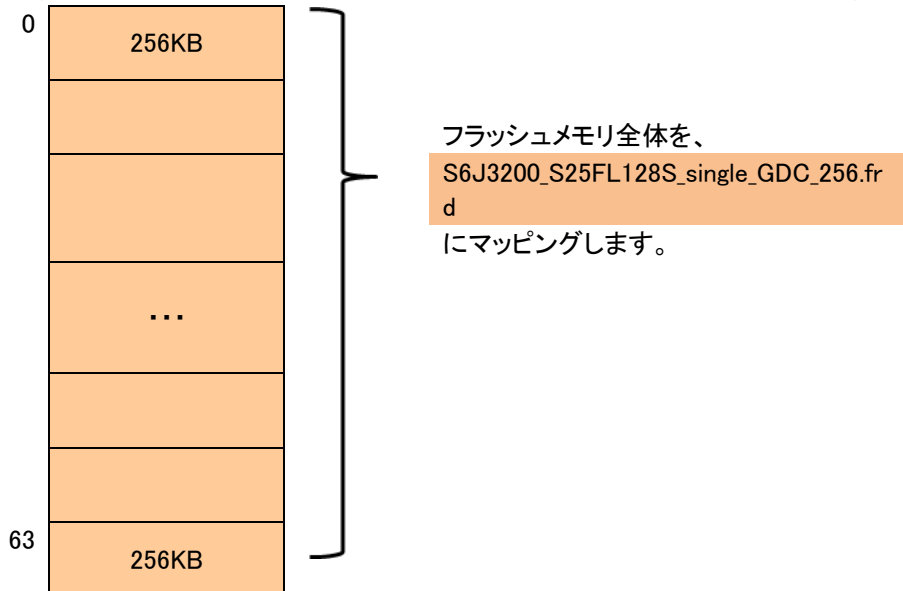 0
256KB
フラッシュメモリ全体を、
S6J3200_S25FL128S_single_GDC_256.fr
d
にマッピングします。
...
63
256KB